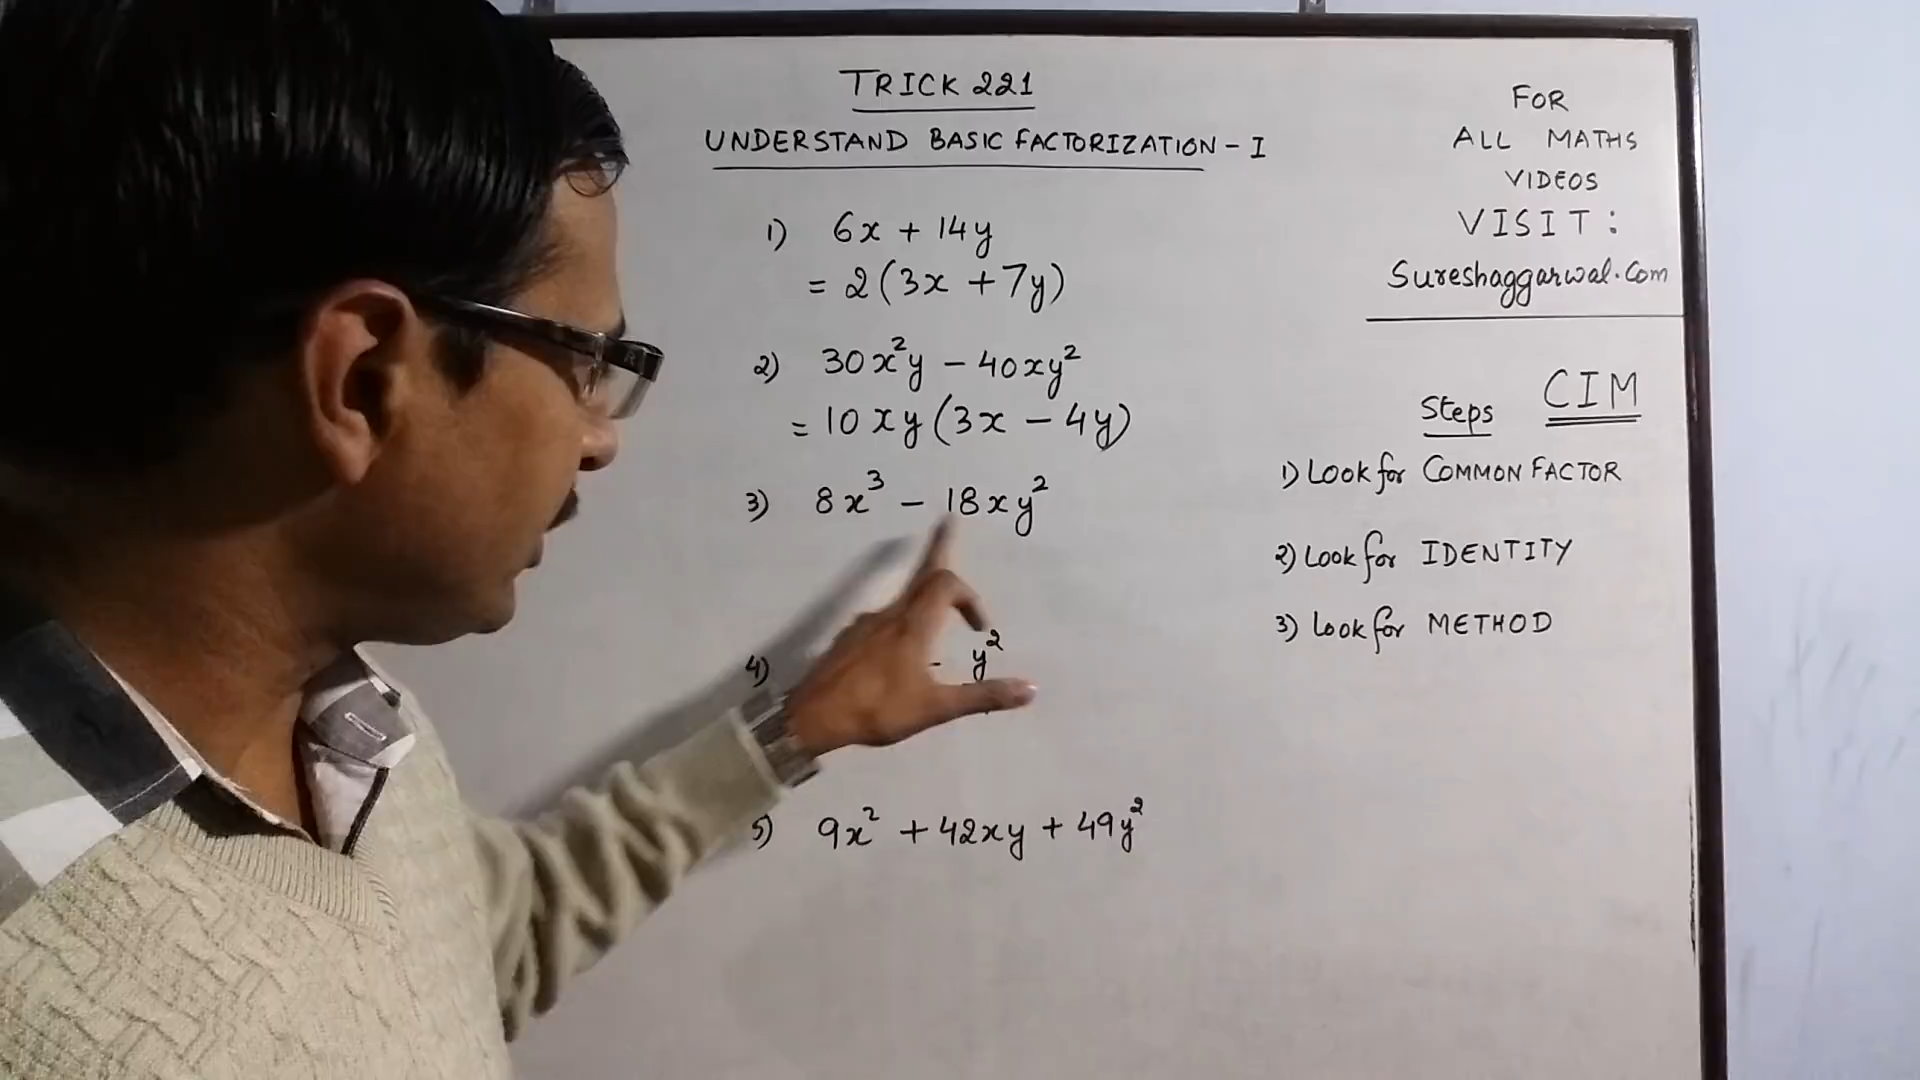 TRICK 221
UNDERSTAND BASIC FACTORIZATION - I
1) 6x + 14y
= 2(3x + 7y)
2) 30x²y - 40xy²
= 10xy(3x - 4y)
3) 8x³ - 18xy²
4) - y²
5) 9x² + 42xy + 49y²
FOR
ALL MATHS
VIDEOS
VISIT:
Sureshaggarwal.Com
Steps CIM
1) Look for COMMON FACTOR
2) Look for IDENTITY
3) Look for METHOD